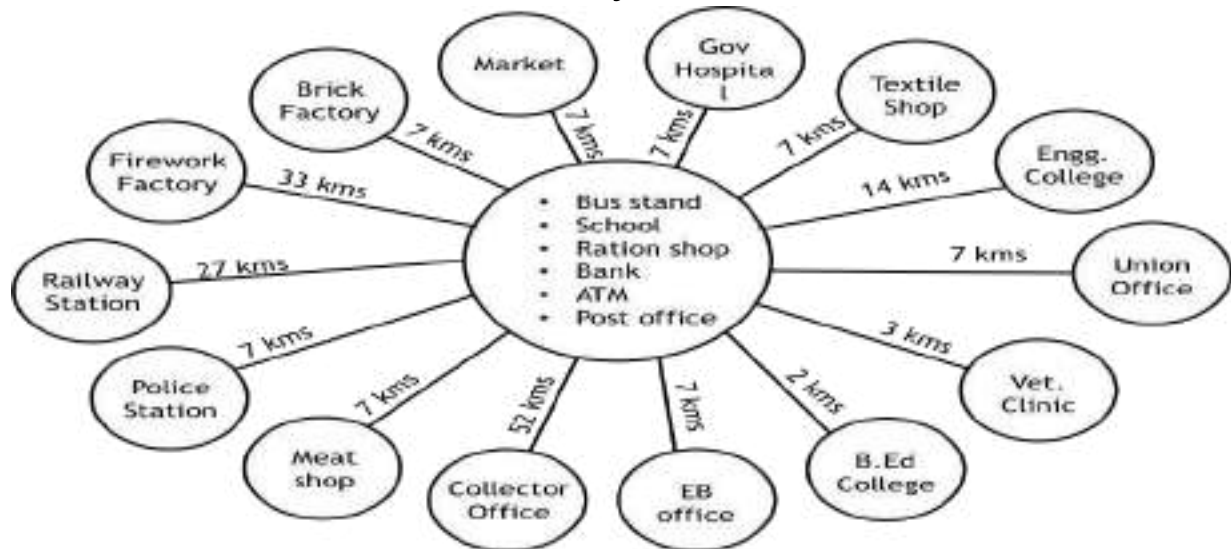 Market
7 kms
Gov
Hospita
l
7 kms
Textile
Shop
7 kms
Engg.
College
14 kms
Union
Office
7 kms
Vet.
Clinic
3 kms
B.Ed
College
2 kms
EB
office
7 kms
Collector
Office
52 kms
Meat
shop
7 kms
Police
Station
7 kms
Railway
Station
27 kms
Firework
Factory
33 kms
Brick
Factory
7 kms
• Bus stand
• School
• Ration shop
• Bank
• ATM
• Post office